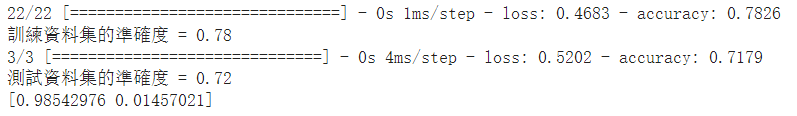 22/22 [==============================] - 0s 1ms/step - loss: 0.4683 - accuracy: 0.7826
訓練資料集的準確度 = 0.78
3/3 [==============================] - 0s 4ms/step - loss: 0.5202 - accuracy: 0.7179
測試資料集的準確度 = 0.72
[0.98542976 0.01457021]